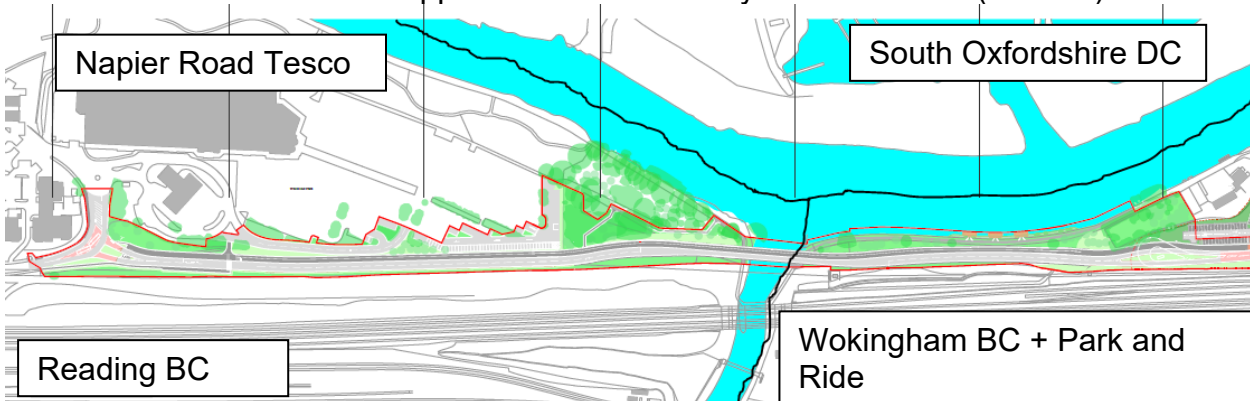 Napier Road Tesco
South Oxfordshire DC
Reading BC
Wokingham BC + Park and
Ride